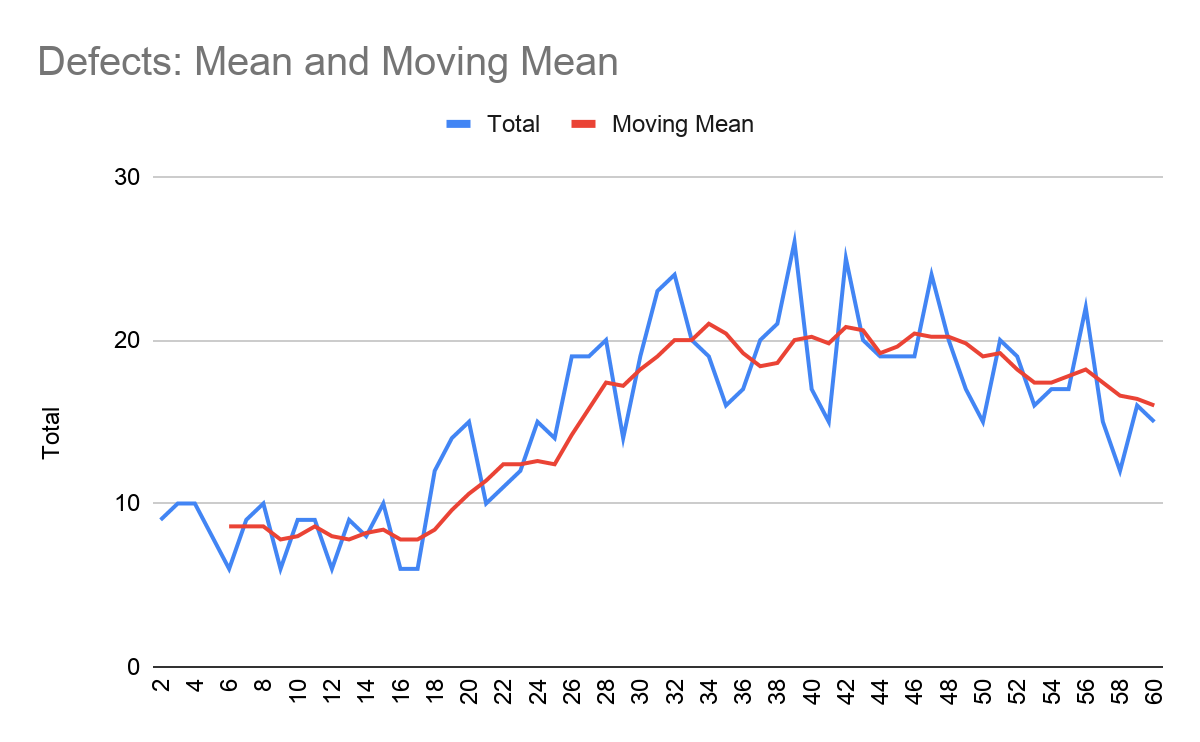 Defects: Mean and Moving Mean
Total Moving Mean
30
20
10
0
Total
2 4 6 8 10 12 14 16 18 20 22 24 26 28 30 32 34 36 38 40 42 44 46 48 50 52 54 56 58 60